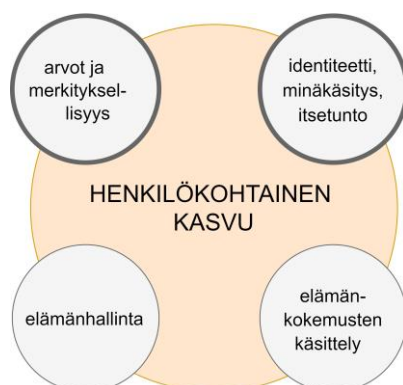 arvot ja
merkityksel-
lisyys
identiteetti,
minäkäsitys,
itsetunto
HENKILÖKOHTAINEN
KASVU
elämänhallinta
elämän-
kokemusten
käsittely